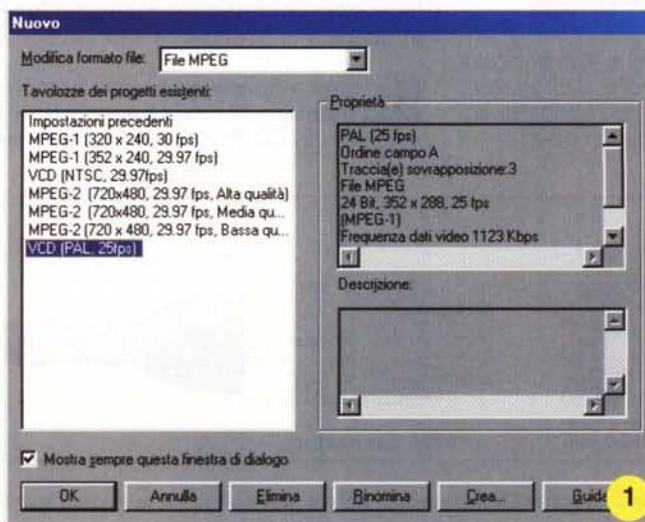 Nuovo
Modifica formato file: File MPEG
Tavolozze dei progetti esistenti:
Impostazioni precedenti
MPEG-1 (320 x 240, 30 fps)
MPEG-1 (352 x 240, 29.97 fps)
VCD (NTSC, 29.97fps)
MPEG-2 (720x480, 29.97 fps, Alta qualità)
MPEG-2 (720x480, 29.97 fps, Media qu...
MPEG-2 (720 x 480, 29.97 fps, Bassa qu...
VCD (PAL, 25fps)
Proprietà
PAL (25 fps)
Ordine campo A
Traccia(e) sovrapposizione:3
File MPEG
24 Bit, 352 x 288, 25 fps
(MPEG-1)
Frequenza dati video 1123 Kbps
Descrizione:
Mostra sempre questa finestra di dialogo
OK Annulla Elimina Rinomina Crea... Guida 1